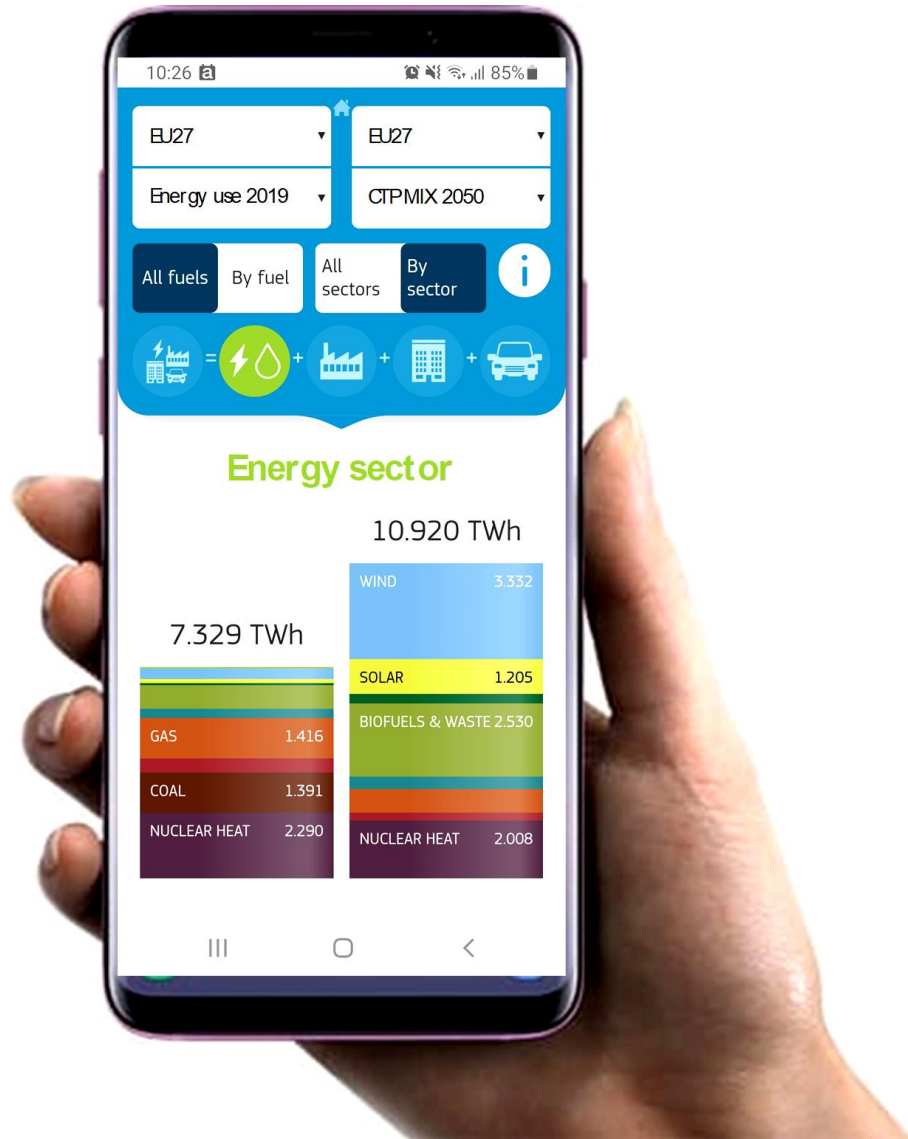 10:26 a 85%
EU27 EU27
Energy use 2019 CTPMIX 2050
All fuels By fuel All sectors By sector i
= + + +
Energy sector
10.920 TWh
WIND 3.332
7.329 TWh
SOLAR 1.205
BIOFUELS & WASTE 2.530
GAS 1.416
COAL 1.391
NUCLEAR HEAT 2.290
NUCLEAR HEAT 2.008